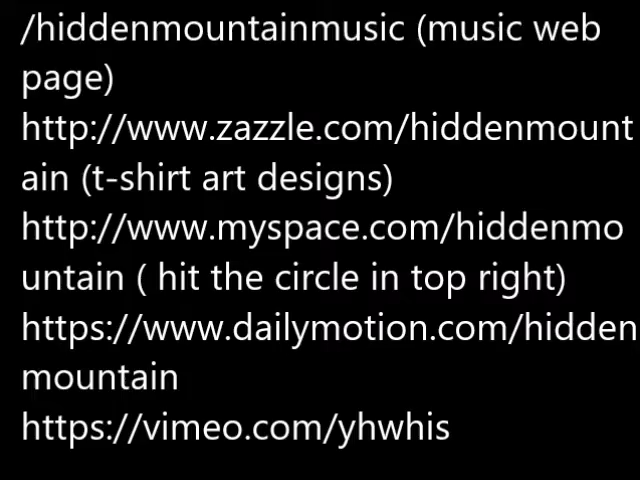 /hiddenmountainmusic (music web
page)
http://www.zazzle.com/hiddenmount
ain (t-shirt art designs)
http://www.myspace.com/hiddenmo
untain ( hit the circle in top right)
https://www.dailymotion.com/hidden
mountain
https://vimeo.com/yhwhis